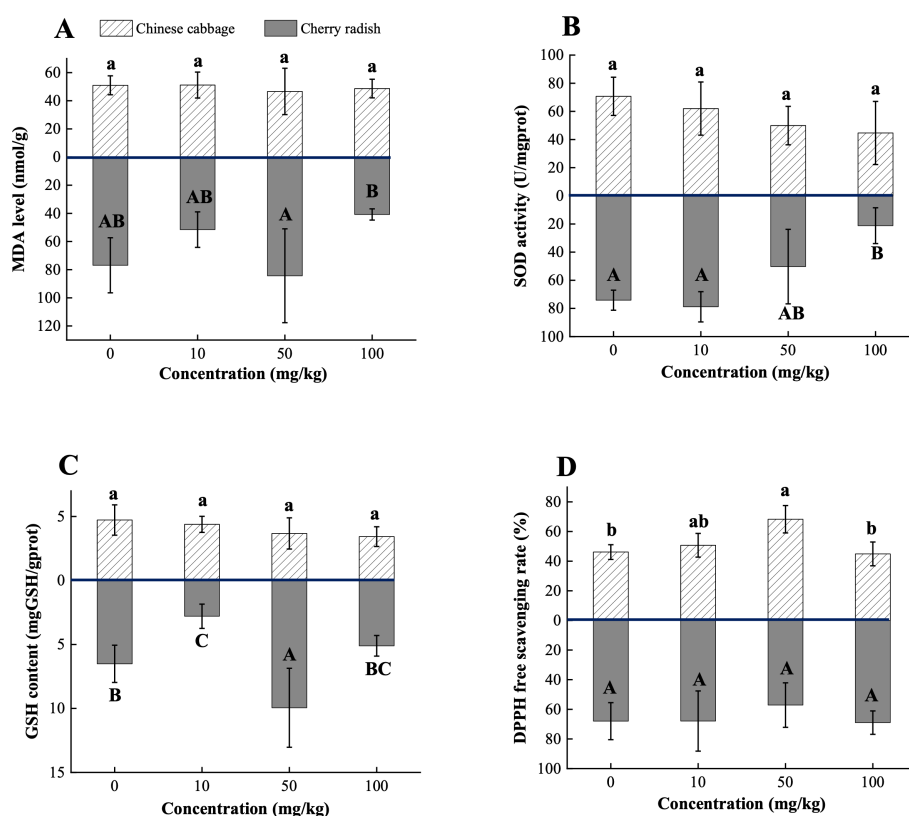 A
Chinese cabbage
Cherry radish
MDA level (nmol/g)
60
40
20
0
20
40
60
80
100
120
a
a
a
a
AB
AB
A
B
0
10
50
100
Concentration (mg/kg)
B
SOD activity (U/mgprot)
100
80
60
40
20
0
20
40
60
80
100
a
a
a
a
A
A
AB
B
0
10
50
100
Concentration (mg/kg)
C
GSH content (mgGSH/gprot)
5
0
5
10
15
a
a
a
a
B
C
A
BC
0
10
50
100
Concentration (mg/kg)
D
DPPH free scavenging rate (%)
80
60
40
20
0
20
40
60
80
100
b
ab
a
b
A
A
A
A
0
10
50
100
Concentration (mg/kg)